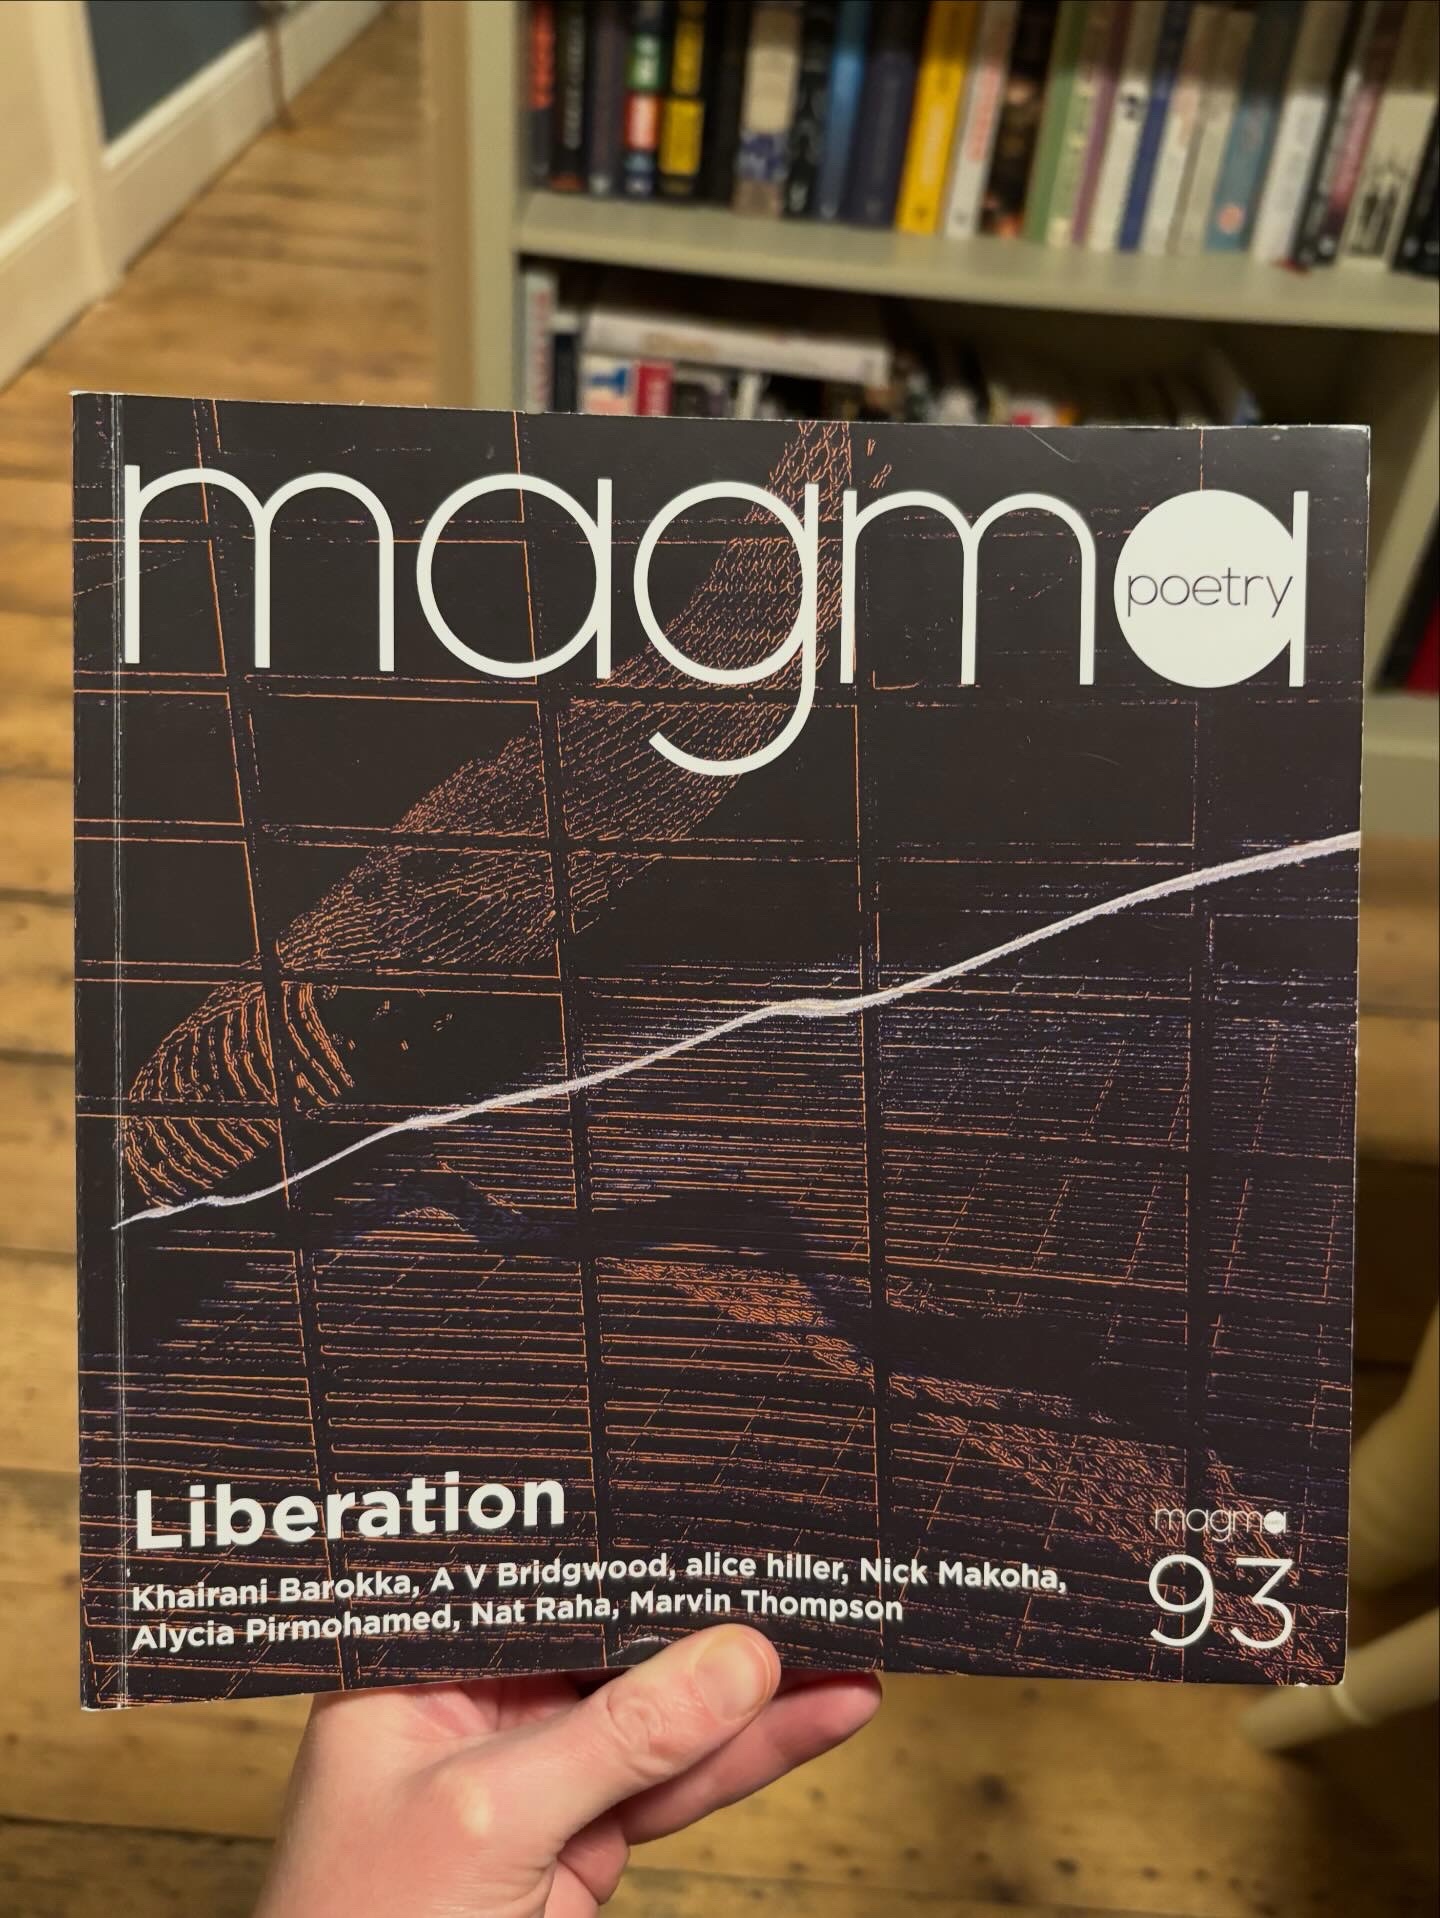 magma
poetry
Liberation
Khairani Barokka, A V Bridgwood, alice hiller, Nick Makoha,
Alycia Pirmohamed, Nat Raha, Marvin Thompson
magma
93